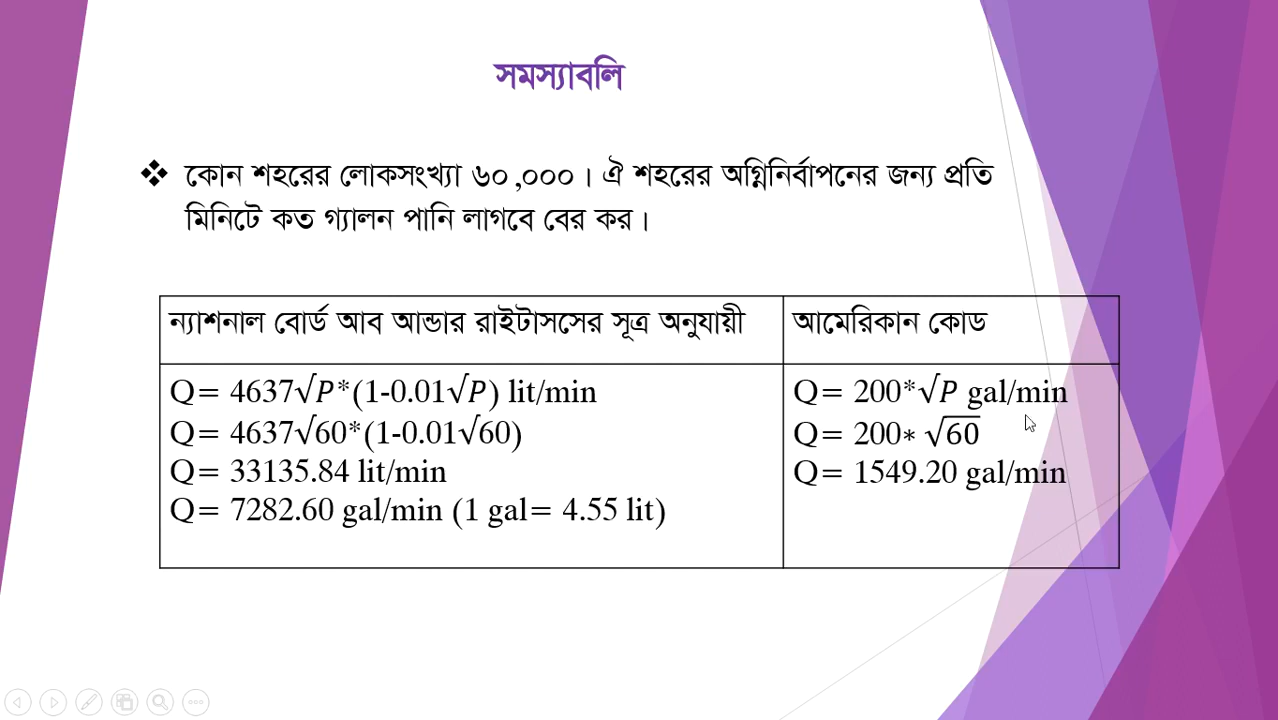 সমস্যাবলি
❖ কোন শহরের লোকসংখ্যা ৬০,০০০। ঐ শহরের অগ্নিনির্বাপনের জন্য প্রতি
মিনিটে কত গ্যালন পানি লাগবে বের কর।
ন্যাশনাল বোর্ড আব আন্ডার রাইটাসসের সূত্র অনুযায়ী
Q= 4637√P*(1-0.01√P) lit/min
Q= 4637√60*(1-0.01√60)
Q= 33135.84 lit/min
Q= 7282.60 gal/min (1 gal= 4.55 lit)
আমেরিকান কোড
Q= 200*√P gal/min
Q= 200* √60
Q= 1549.20 gal/min